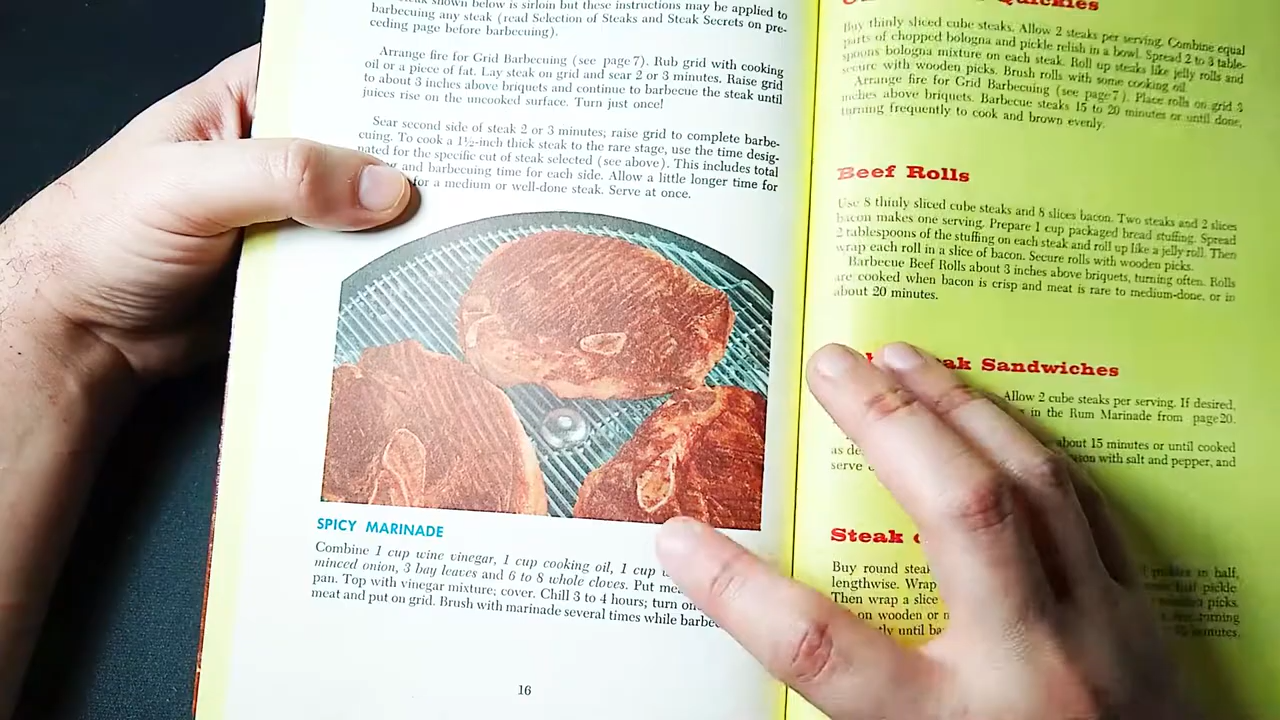 shown below is sirloin but these instructions may be applied to
barbecuing any steak (read Selection of Steaks and Steak Secrets on pre-
ceding page before barbecuing).
Arrange fire for Grid Barbecuing (see page 7). Rub grid with cooking
oil or a piece of fat. Lay steak on grid and sear 2 or 3 minutes. Raise grid
to about 3 inches above briquets and continue to barbecue the steak until
juices rise on the uncooked surface. Turn just once!
Sear second side of steak 2 or 3 minutes; raise grid to complete barbe-
cuing. To cook a 1½-inch thick steak to the rare stage, use the time desig-
nated for the specific cut of steak selected (see above). This includes total
and barbecuing time for each side. Allow a little longer time for
for a medium or well-done steak. Serve at once.
SPICY MARINADE
Combine 1 cup wine vinegar, 1 cup cooking oil, 1 cup
minced onion, 3 bay leaves and 6 to 8 whole cloves. Put
pan. Top with vinegar mixture; cover. Chill 3 to 4 hours; turn
meat and put on grid. Brush with marinade several times while
16
Quickies
Buy thinly sliced cube steaks. Allow 2 steaks per serving. Combine equal
parts of chopped bologna and pickle relish in a bowl. Spread 2 to 3 table-
spoons bologna mixture on each steak. Roll up steaks like jelly rolls and
secure with wooden picks. Brush rolls with some cooking oil.
Arrange fire for Grid Barbecuing (see page 7). Place rolls on grid 3
inches above briquets. Barbecue steaks 15 to 20 minutes or until done,
turning frequently to cook and brown evenly.
Beef Rolls
Use 8 thinly sliced cube steaks and 8 slices bacon. Two steaks and 2 slices
bacon makes one serving. Prepare 1 cup packaged bread stuffing. Spread
2 tablespoons of the stuffing on each steak and roll up like a jelly roll. Then
wrap each roll in a slice of bacon. Secure rolls with wooden picks.
Barbecue Beef Rolls about 3 inches above briquets, turning often. Rolls
are cooked when bacon is crisp and meat is rare to medium-done, or in
about 20 minutes.
Sandwiches
Allow 2 cube steaks per serving. If desired,
in the Rum Marinade from page 20.
about 15 minutes or until cooked
as
with salt and pepper, and
serve
Steak
Buy round steak
in half,
lengthwise. Wrap
pickle
Then wrap a slice
picks.
on wooden or
turning
until
minutes.